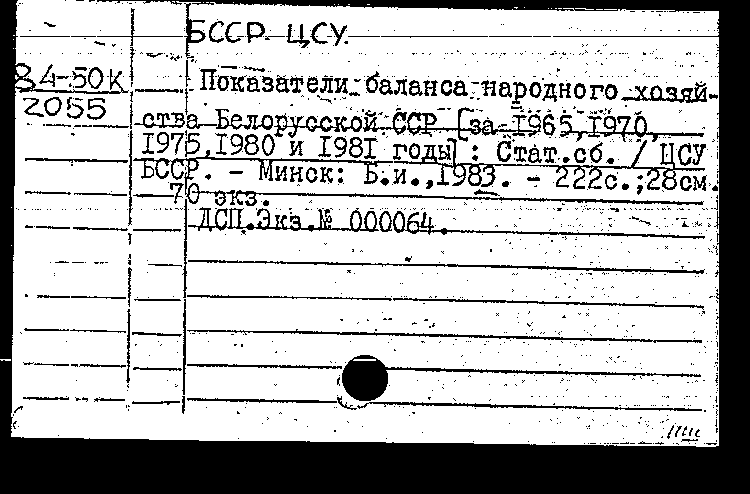 БССР. ЦСУ.
84-50К
2055
Показатели баланса народного хозяй-
ства Белорусской ССР [за 1965,1970,
1975,1980 и 1981 годы] : Стат.сб. / ЦСУ
БССР. - Минск: Б.и.,1983. - 222с.;28см.
70 экз.
ДСП.Экз.№ 000064.